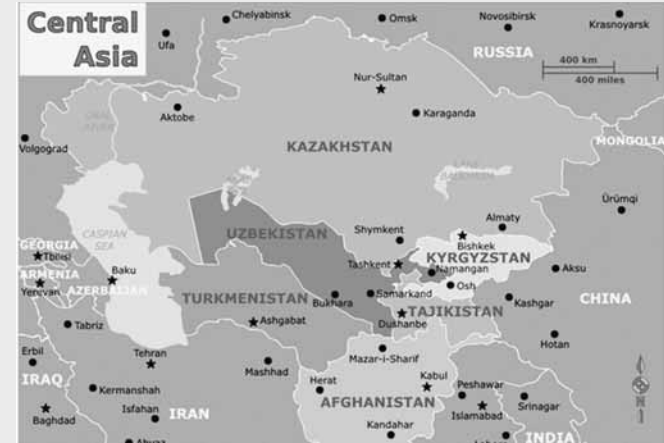 Central
Asia
Chelyabinsk
Omsk
Novosibirsk
Krasnoyarsk
Ufa
RUSSIA
400 km
400 miles
Nur-Sultan
Aktobe
Karaganda
Volgograd
KAZAKHSTAN
MONGOLIA
Ürümqi
CASPIAN
SEA
UZBEKISTAN
Shymkent
Almaty
Bishkek
GEORGIA
Tbilisi
KYRGYZSTAN
Tashkent
Namangan
Aksu
ARMENIA
Baku
Yerevan
AZERBAIJAN
Osh
TURKMENISTAN
Bukhara
Samarkand
Kashgar
CHINA
TAJIKISTAN
Tabriz
Ashgabat
Dushanbe
Hotan
Erbil
Tehran
Mashhad
Mazar-i-Sharif
IRAQ
Kermanshah
Herat
Kabul
Peshawar
Srinagar
AFGHANISTAN
Islamabad
Baghdad
Isfahan
IRAN
Kandahar
INDIA
N